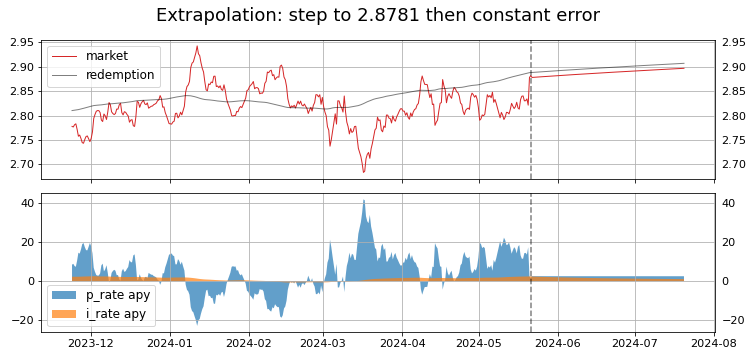 Extrapolation: step to 2.8781 then constant error
2.95 2.95
market
2.90 2.90
redemption
2.85 2.85
2.80 2.80
2.75 2.75
2.70 2.70
40 40
20 20
0 0
p_rate apy
i_rate apy
−20 −20
2023-12 2024-01 2024-02 2024-03 2024-04 2024-05 2024-06 2024-07 2024-08